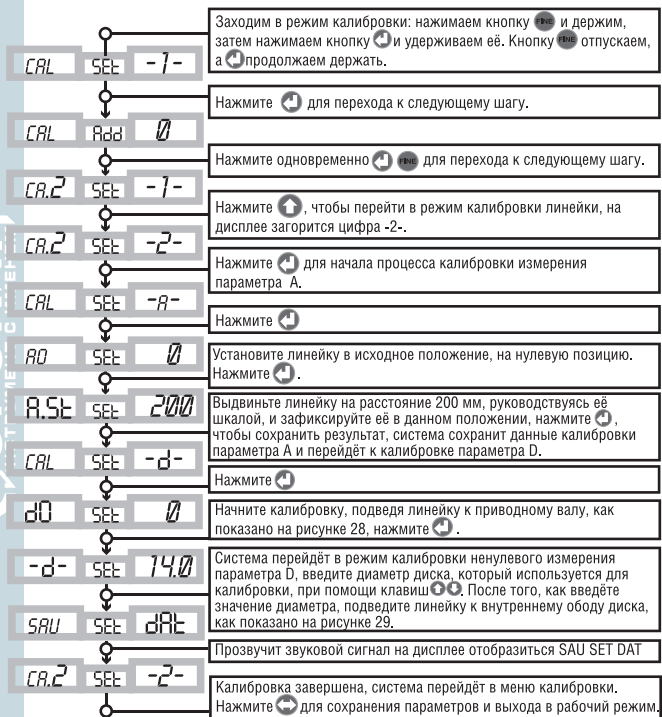 Заходим в режим калибровки: нажимаем кнопку FINE и держим,
затем нажимаем кнопку и удерживаем её. Кнопку FINE отпускаем,
а продолжаем держать.
CAL SEt -1-
Нажмите для перехода к следующему шагу.
CAL Add 0
Нажмите одновременно FINE для перехода к следующему шагу.
CA.2 SEt -1-
Нажмите , чтобы перейти в режим калибровки линейки, на
дисплее загорится цифра -2-.
CA.2 SEt -2-
Нажмите для начала процесса калибровки измерения
параметра А.
CAL SEt -A-
Нажмите
A0 SEt 0
Установите линейку в исходное положение, на нулевую позицию.
Нажмите .
A.St SEt 200
Выдвиньте линейку на расстояние 200 мм, руководствуясь её
шкалой, и зафиксируйте её в данном положении, нажмите ,
чтобы сохранить результат, система сохранит данные калибровки
параметра А и перейдёт к калибровке параметра D.
CAL SEt -d-
Нажмите
d0 SEt 0
Начните калибровку, подведя линейку к приводному валу, как
показано на рисунке 28, нажмите .
-d- SEt 14.0
Система перейдёт в режим калибровки ненулевого измерения
параметра D, введите диаметр диска, который используется для
калибровки, при помощи клавиш . После того, как введёте
значение диаметра, подведите линейку к внутреннему ободу диска,
как показано на рисунке 29.
SAU SEt dAt
Прозвучит звуковой сигнал на дисплее отобразиться SAU SET DAT
CA.2 SEt -2-
Калибровка завершена, система перейдёт в меню калибровки.
Нажмите для сохранения параметров и выхода в рабочий режим.